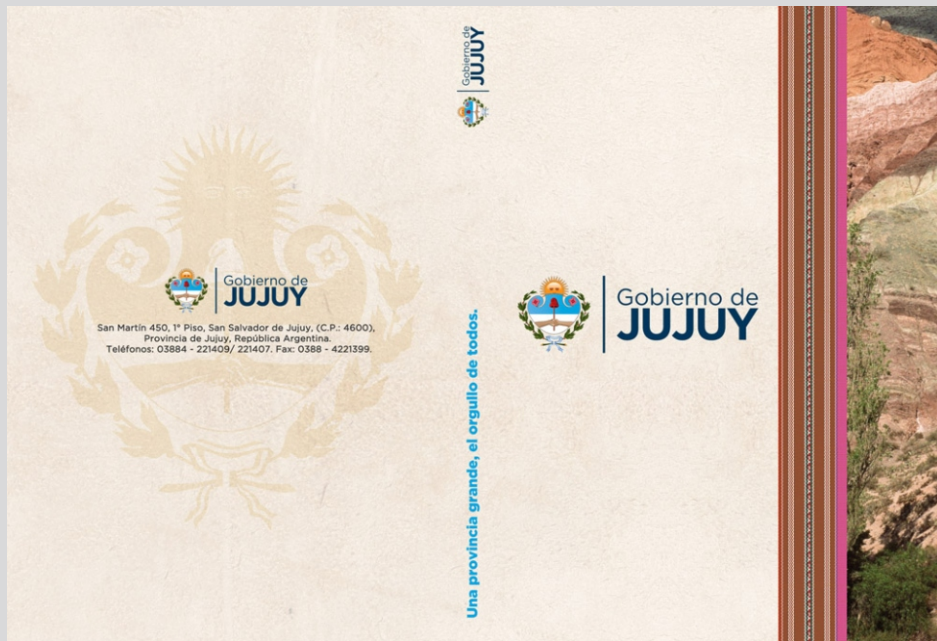 Gobierno de
JUJUY
San Martín 450, 1° Piso, San Salvador de Jujuy, (C.P.: 4600),
Provincia de Jujuy, República Argentina.
Teléfonos: 03884 - 221409/ 221407. Fax: 0388 - 4221399.
Gobierno de
JUJUY
Una provincia grande, el orgullo de todos.
Gobierno de
JUJUY